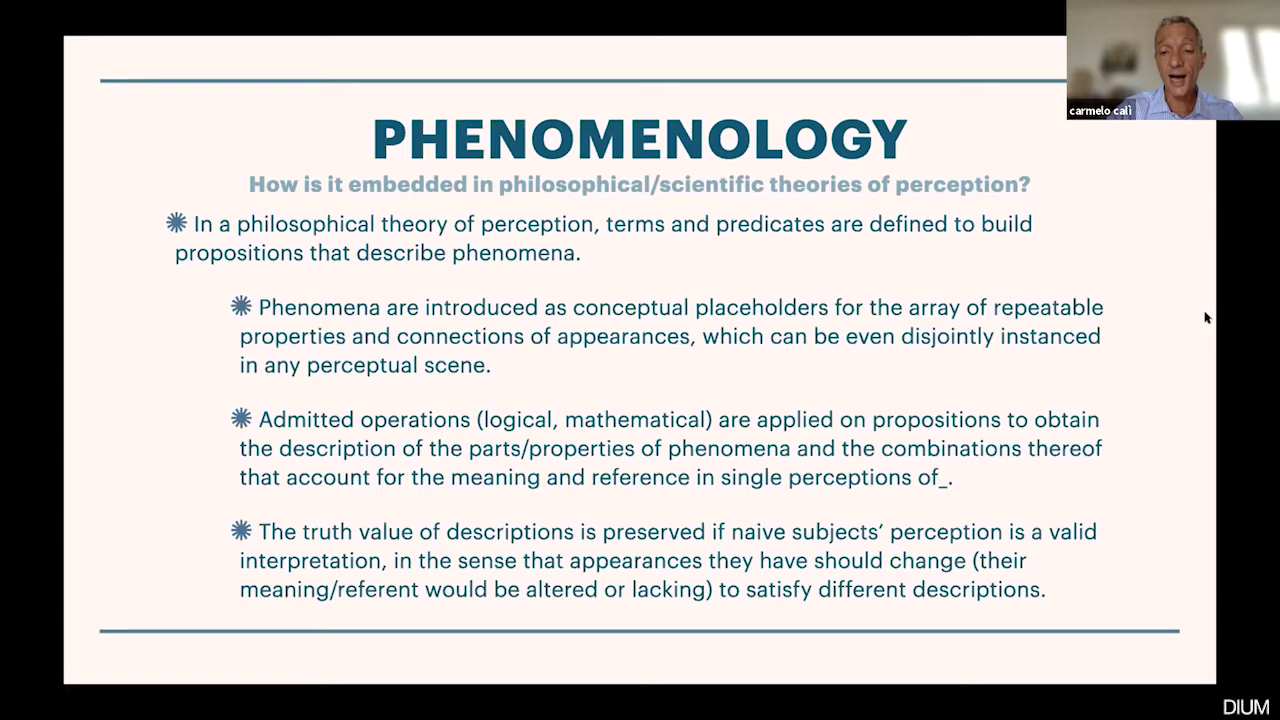 carmelo calì
PHENOMENOLOGY
How is it embedded in philosophical/scientific theories of perception?
In a philosophical theory of perception, terms and predicates are defined to build
propositions that describe phenomena.
Phenomena are introduced as conceptual placeholders for the array of repeatable
properties and connections of appearances, which can be even disjointly instanced
in any perceptual scene.
Admitted operations (logical, mathematical) are applied on propositions to obtain
the description of the parts/properties of phenomena and the combinations thereof
that account for the meaning and reference in single perceptions of_.
The truth value of descriptions is preserved if naive subjects’ perception is a valid
interpretation, in the sense that appearances they have should change (their
meaning/referent would be altered or lacking) to satisfy different descriptions.
DIUM